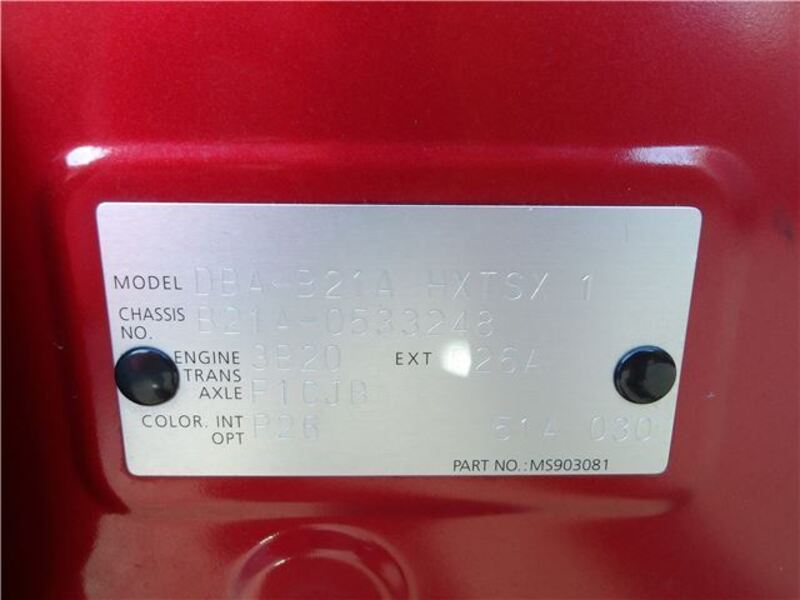 MODEL DBA-B21A HXTSX 1
CHASSIS NO. B21A-0533248
ENGINE 3B20 EXT P26A
TRANS AXLE F1CJB
COLOR. INT OPT P26 51A 030
PART NO.: MS903081